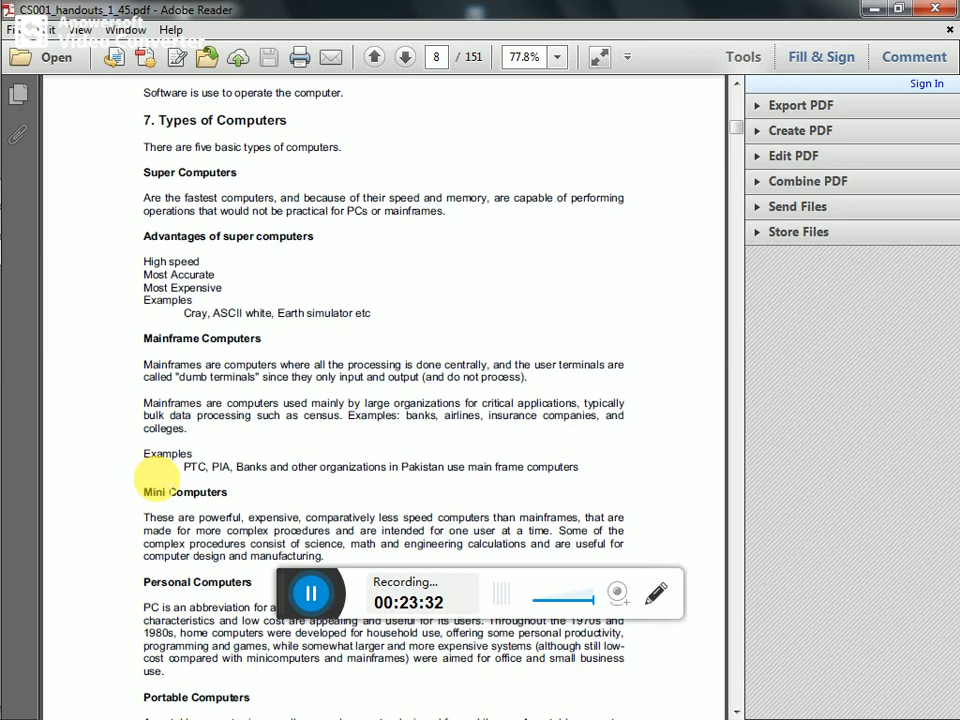 CS001_handouts_1_45.pdf - Adobe Reader
Apowersoft
Video Converter
View Window Help
Open 8 / 151 77.8% Tools Fill & Sign Comment
Sign In
Export PDF
Create PDF
Edit PDF
Combine PDF
Send Files
Store Files
Software is use to operate the computer.
7. Types of Computers
There are five basic types of computers.
Super Computers
Are the fastest computers, and because of their speed and memory, are capable of performing
operations that would not be practical for PCs or mainframes.
Advantages of super computers
High speed
Most Accurate
Most Expensive
Examples
Cray, ASCII white, Earth simulator etc
Mainframe Computers
Mainframes are computers where all the processing is done centrally, and the user terminals are
called "dumb terminals" since they only input and output (and do not process).
Mainframes are computers used mainly by large organizations for critical applications, typically
bulk data processing such as census. Examples: banks, airlines, insurance companies, and
colleges.
Examples
PTC, PIA, Banks and other organizations in Pakistan use main frame computers
Mini Computers
These are powerful, expensive, comparatively less speed computers than mainframes, that are
made for more complex procedures and are intended for one user at a time. Some of the
complex procedures consist of science, math and engineering calculations and are useful for
computer design and manufacturing.
Personal Computers
PC is an abbreviation for a
characteristics and low cost are appealing and useful for its users. Throughout the 1970s and
1980s, home computers were developed for household use, offering some personal productivity,
programming and games, while somewhat larger and more expensive systems (although still low-
cost compared with minicomputers and mainframes) were aimed for office and small business
use.
Portable Computers
Recording...
00:23:32